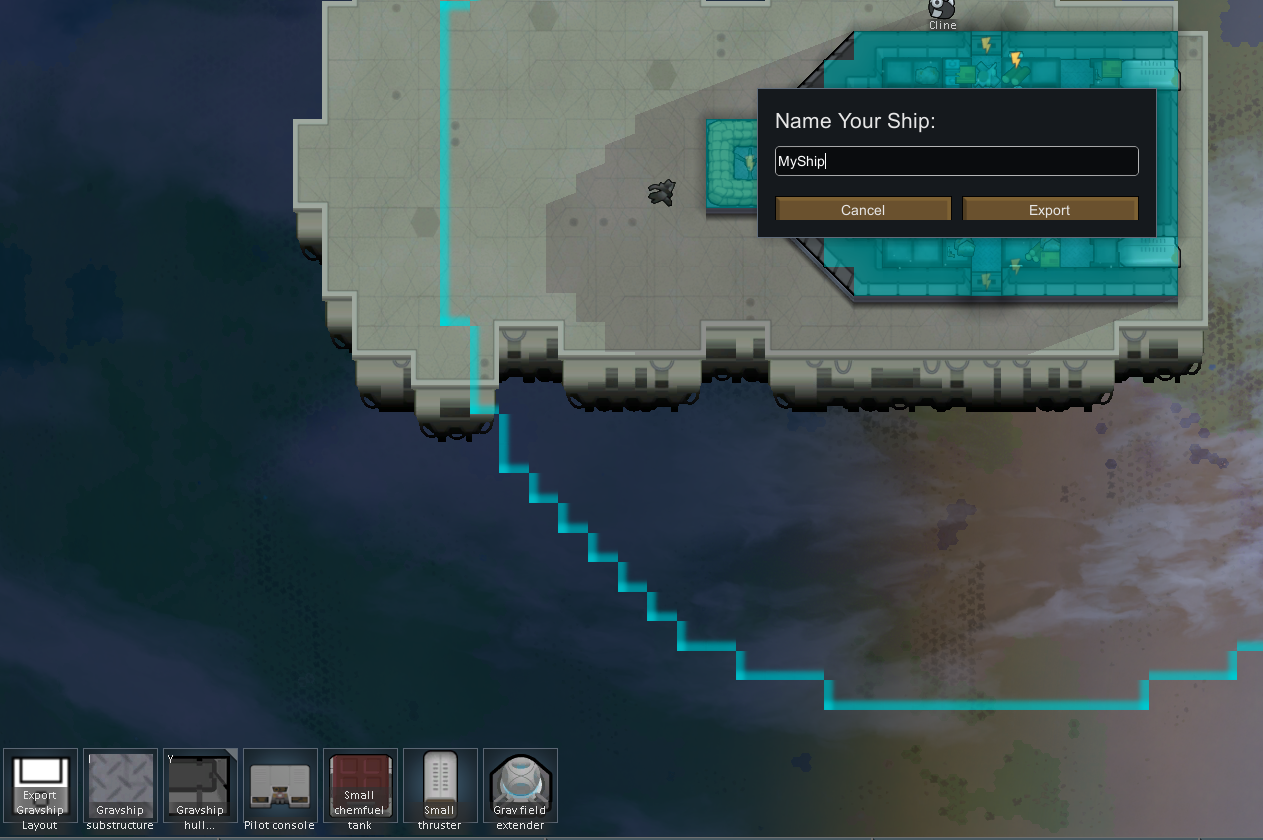 Cline
Name Your Ship:
MyShip
Cancel
Export
Export
Gravship
Layout
Gravship
substructure
Y
Gravship
hull...
Pilot console
Small
chemfuel
tank
Small
thruster
Grav field
extender